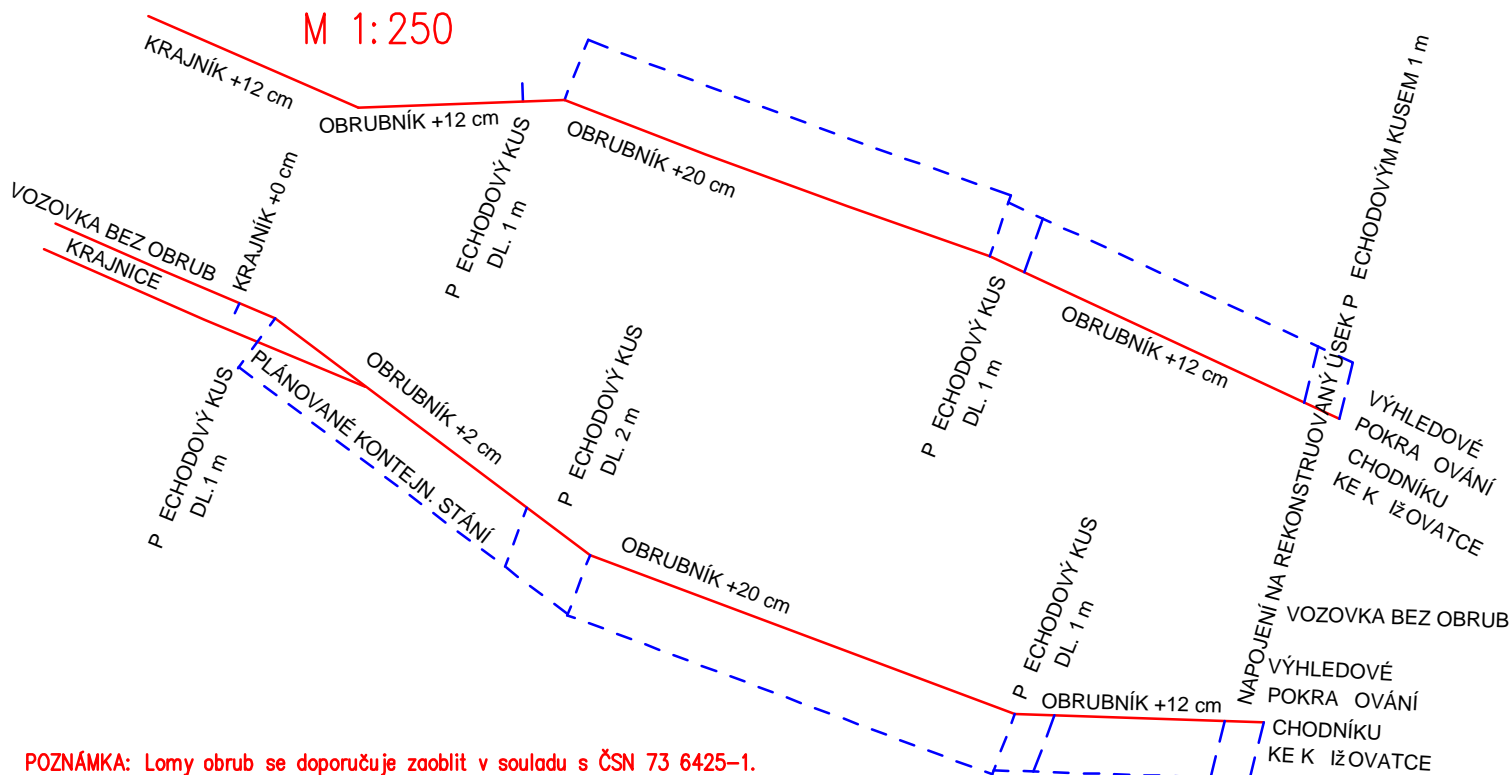 M 1:250
KRAJNÍK +12 cm
OBRUBNÍK +12 cm
P ECHODOVÝ KUS
DL. 1 m
OBRUBNÍK +20 cm
NAPOJENÍ NA REKONSTRUOVANÝ ÚSEK P ECHODOVÝM KUSEM 1 m
VOZOVKA BEZ OBRUB
KRAJNICE
KRAJNÍK +0 cm
P ECHODOVÝ KUS
DL. 1 m
OBRUBNÍK +12 cm
P ECHODOVÝ KUS
DL.1 m
PLÁNOVANÉ KONTEJN. STÁNÍ
OBRUBNÍK +2 cm
P ECHODOVÝ KUS
DL. 2 m
VÝHLEDOVÉ
POKRA OVÁNÍ
CHODNÍKU
KE K IžOVATCE
OBRUBNÍK +20 cm
P ECHODOVÝ KUS
DL. 1 m
OBRUBNÍK +12 cm
VOZOVKA BEZ OBRUB
VÝHLEDOVÉ
POKRA OVÁNÍ
CHODNÍKU
KE K IžOVATCE
POZNÁMKA: Lomy obrub se doporučuje zaoblit v souladu s ČSN 73 6425-1.